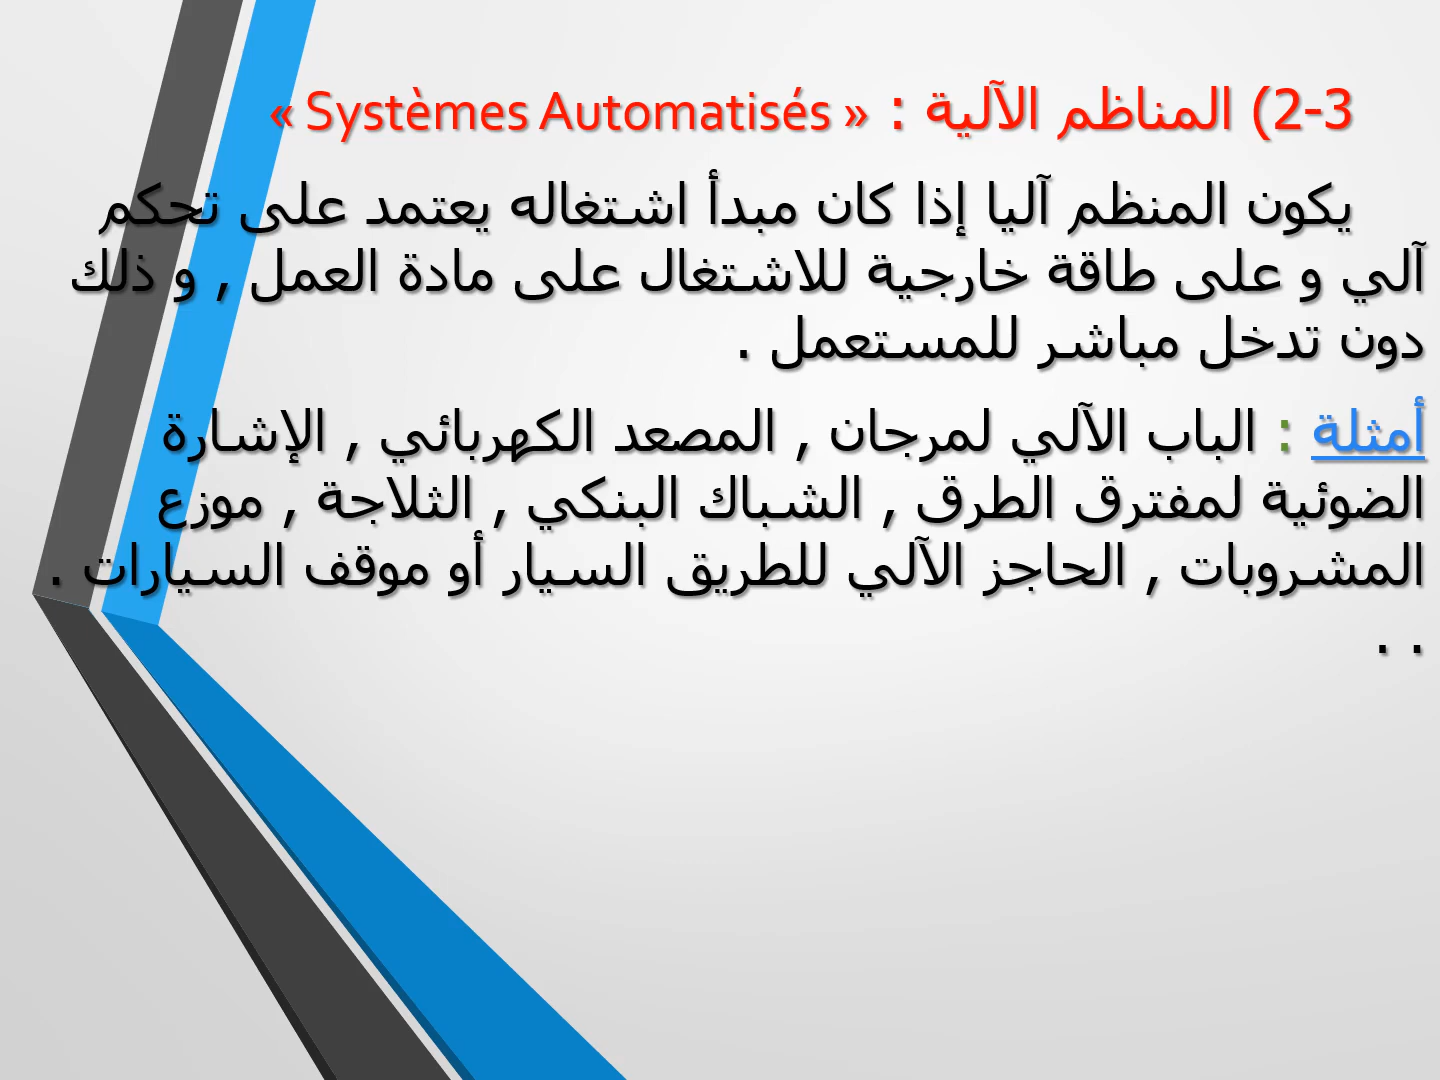 2-3) المناظم الآلية : « Systèmes Automatisés »
يكون المنظم آليا إذا كان مبدأ اشتغاله يعتمد على تحكم
آلي و على طاقة خارجية للاشتغال على مادة العمل , و ذلك
دون تدخل مباشر للمستعمل .
أمثلة : الباب الآلي لمرجان , المصعد الكهربائي , الإشارة
الضوئية لمفترق الطرق , الشباك البنكي , الثلاجة , موزع
المشروبات , الحاجز الآلي للطريق السيار أو موقف السيارات .
. .